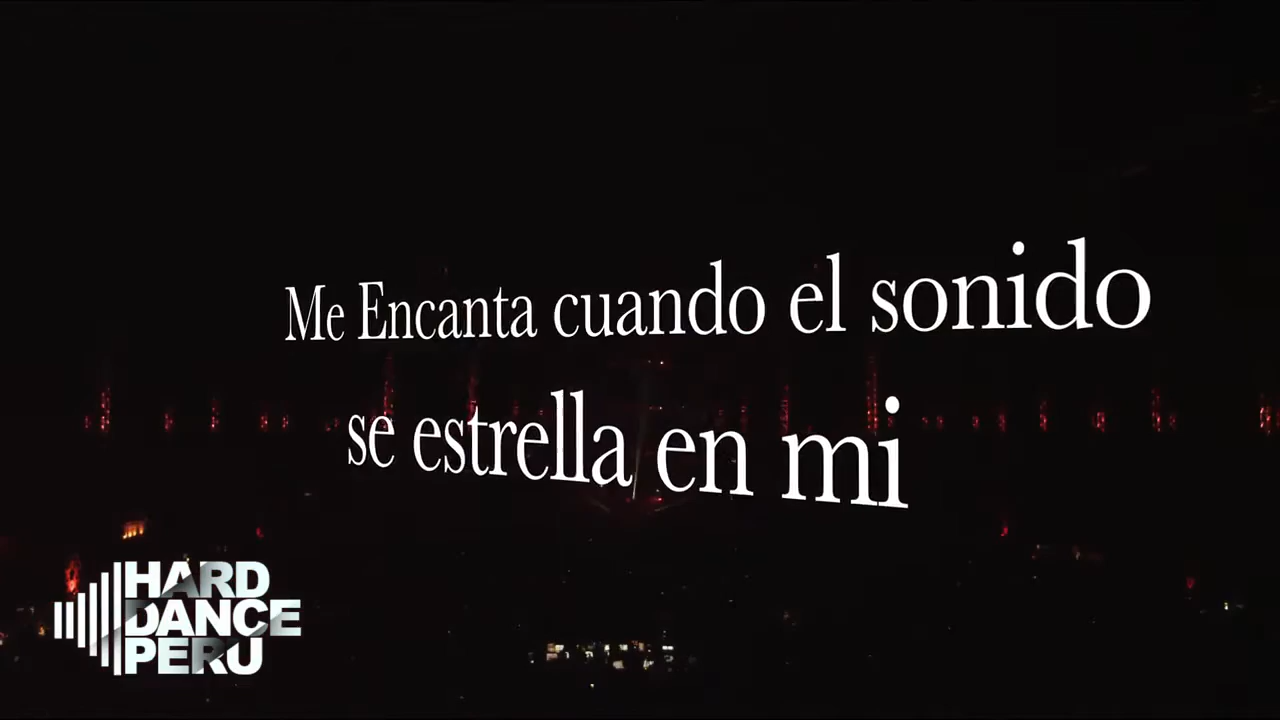 Me Encanta cuando el sonido
se estrella en mi
HARD
DANCE
PERU